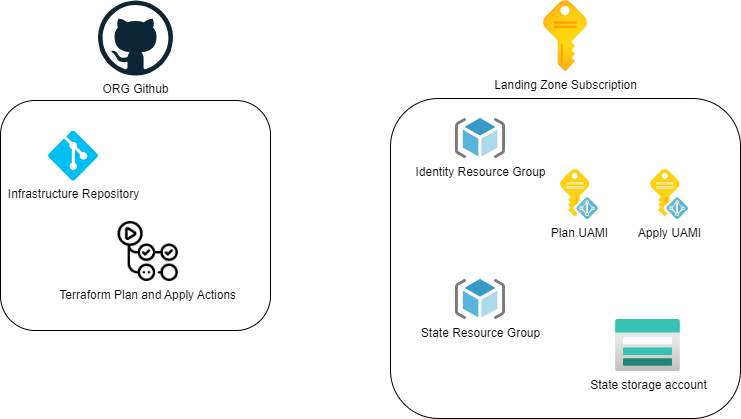 ORG Github
Landing Zone Subscription
Infrastructure Repository
Terraform Plan and Apply Actions
Identity Resource Group
Plan UAMI
Apply UAMI
State Resource Group
State storage account